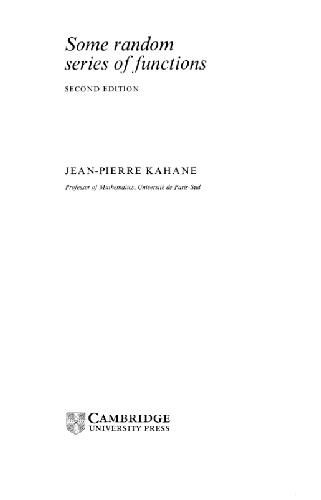 Some random
series of functions
SECOND EDITION
JEAN-PIERRE KAHANE
Professor of Mathematics, Université de Paris-Sud
CAMBRIDGE
UNIVERSITY PRESS